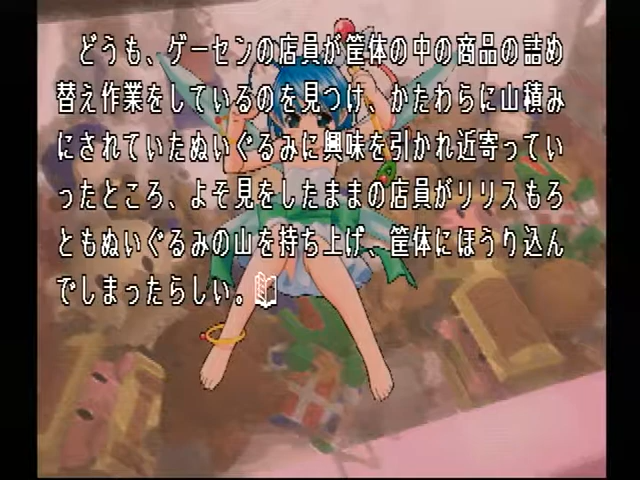 どうも、ゲーセンの店員が筐体の中の商品の詰め
替え作業をしているのを見つけ、かたわらに山積み
にされていたぬいぐるみに興味を引かれ近寄ってい
ったところ、よそ見をしたままの店員がリリスもろ
ともぬいぐるみの山を持ち上げ、筐体にほうり込ん
でしまったらしい。